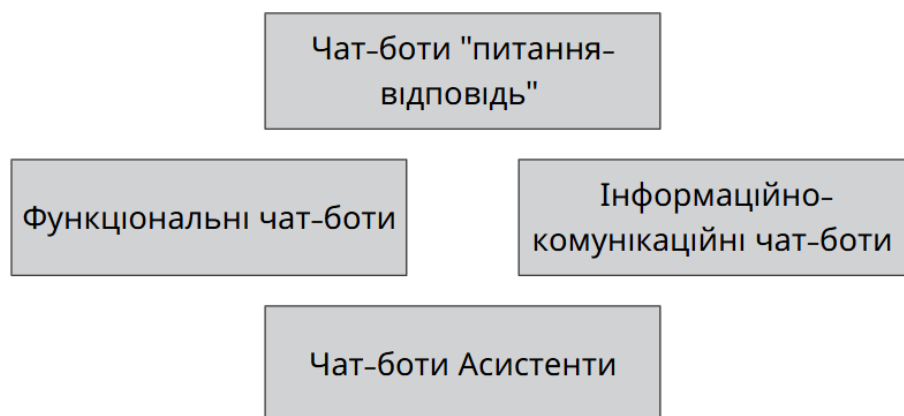 Чат-боти "питання-
відповідь"
Функціональні чат-боти
Інформаційно-
комунікаційні чат-боти
Чат-боти Асистенти